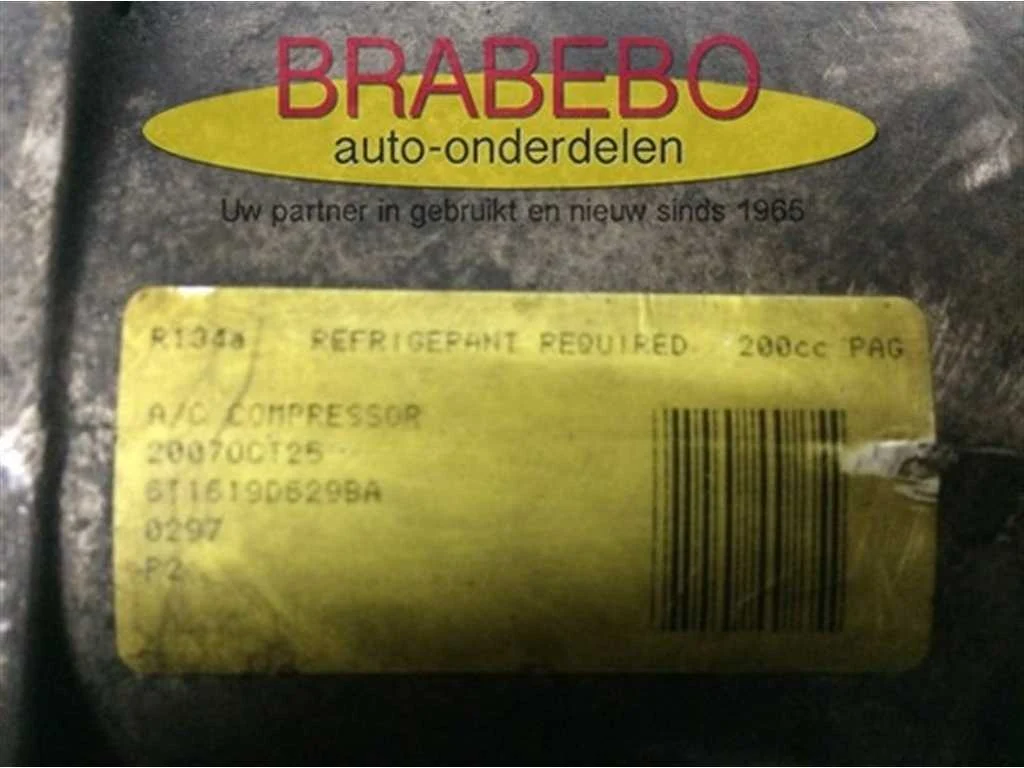 BRABEBO
auto-onderdelen
Uw partner in gebruikt en nieuw sinds 1965
R134a REFRIGERANT REQUIRED 200cc PAG
A/C COMPRESSOR
2007OCT25
6T1619D629BA
0297
P2